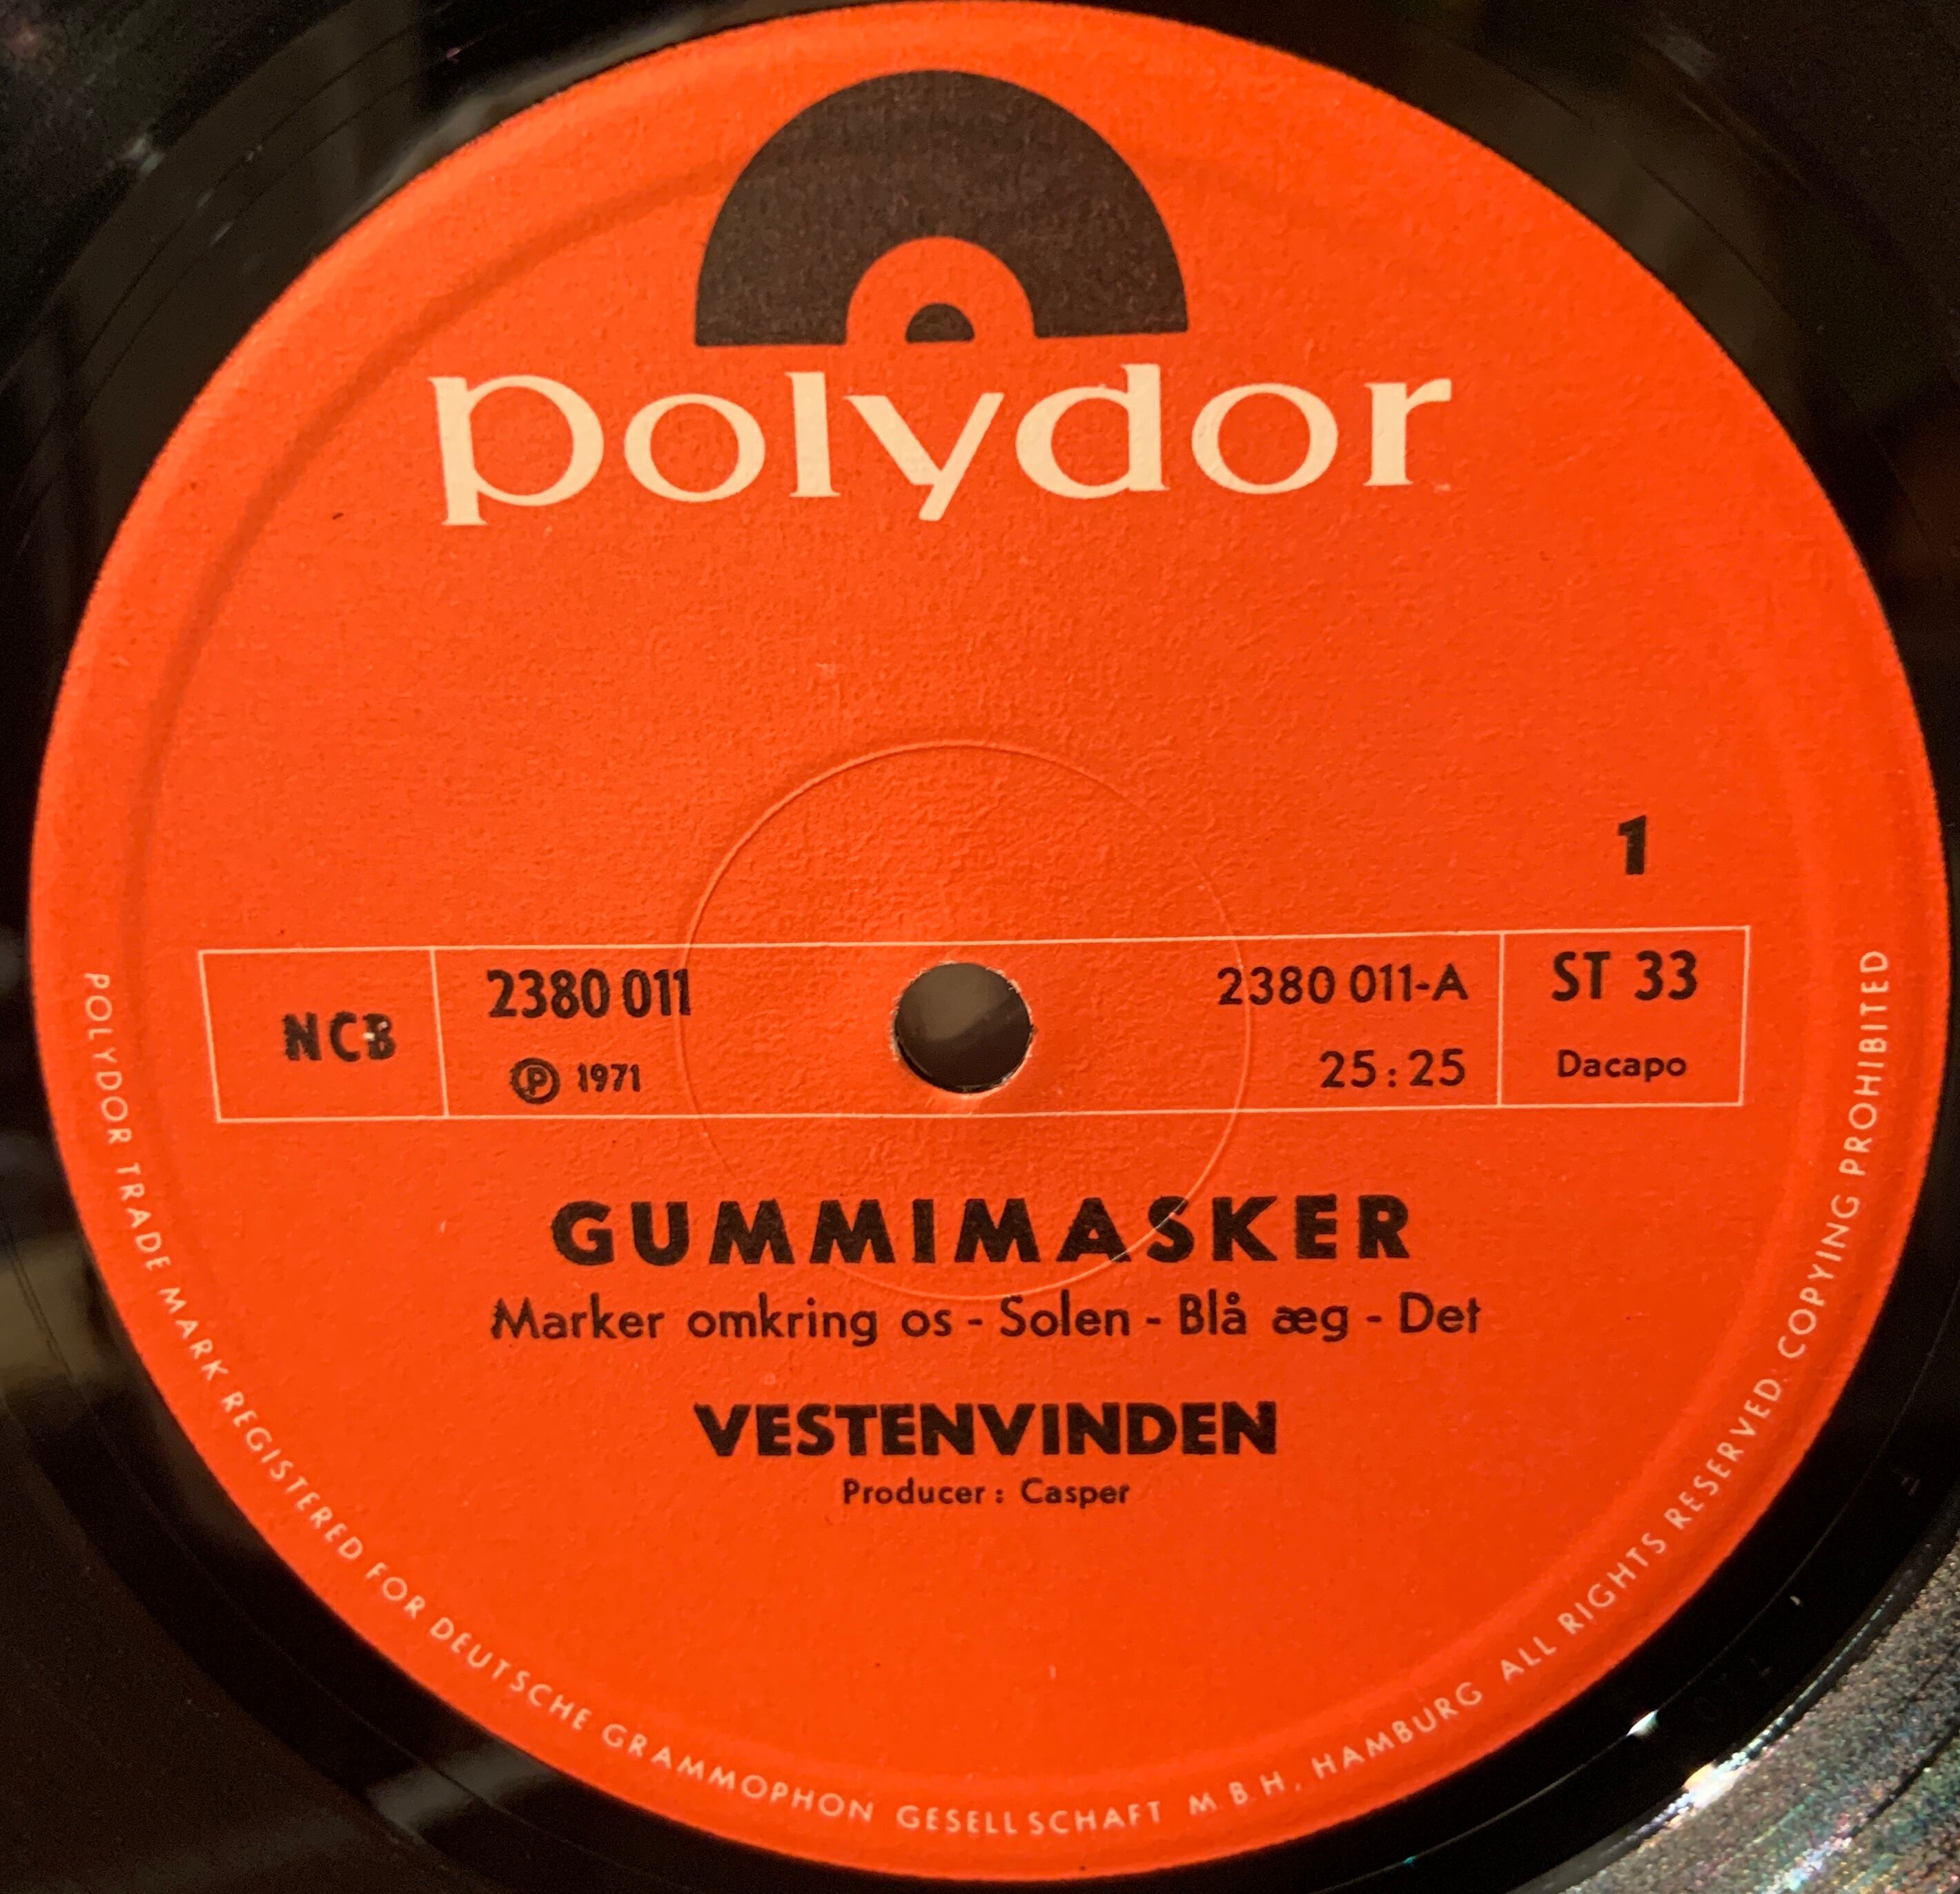 polydor
1
NCB
2380 011
Ⓟ 1971
2380 011-A
25:25
ST 33
Dacapo
GUMMIMASKER
Marker omkring os - Solen - Blå æg - Det
VESTENVINDEN
Producer: Casper
POLYDOR TRADE MARK REGISTERED FOR DEUTSCHE GRAMMOPHON GESELLSCHAFT M.B.H., HAMBURG ALL RIGHTS RESERVED. COPYING PROHIBITED